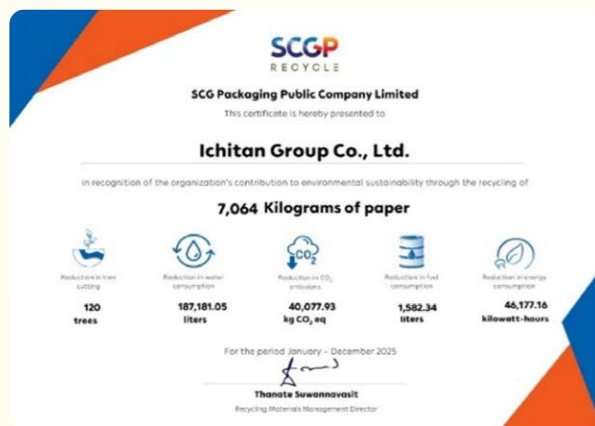 SCGP
RECYCLE
SCG Packaging Public Company Limited
This certificate is hereby presented to
Ichitan Group Co., Ltd.
in recognition of the organization's contribution to environmental sustainability through the recycling of
7,064 Kilograms of paper
CO₂
Reduction in tree cutting
Reduction in water consumption
Reduction in CO₂ emissions
Reduction in fuel consumption
Reduction in energy consumption
120 trees
187,181.05 liters
40,077.93 kg CO₂ eq
1,582.34 liters
46,177.16 kilowatt-hours
For the period January – December 2025
Thanate Suwannavasit
Recycling Materials Management Director